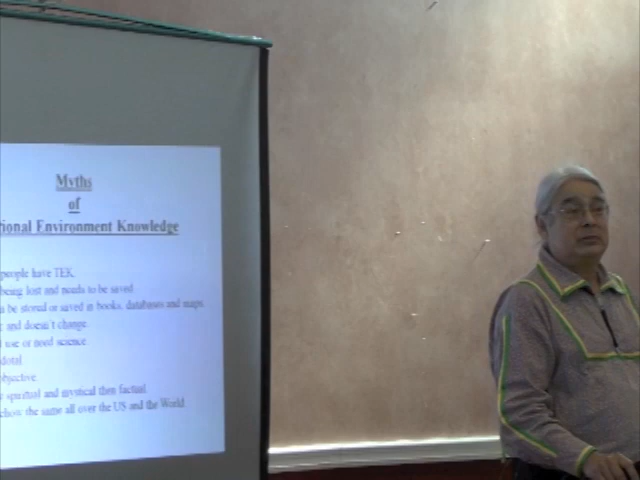 Myths
of
ional Environment Knowledge
people have TEK
being lost and needs to be saved
n be stored or saved in books, databases and maps.
and doesn't change.
use or need science
dotal
objective
spiritual and mystical then factual.
the same all over the US and the World